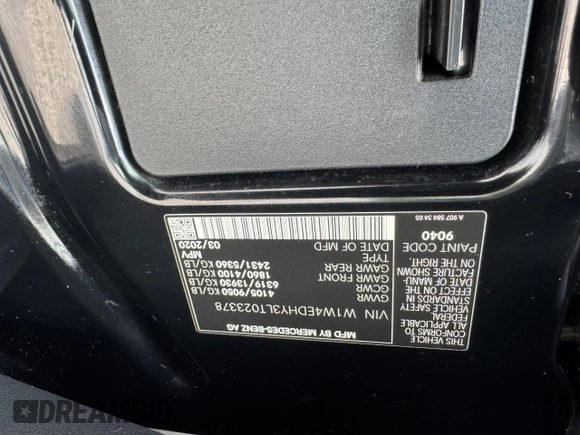 MFD BY MERCEDES-BENZ AG
VIN W1W4EDHY3LT023378
GVWR 4105/9050 KG/LB
GCWR 6319/13930 KG/LB
GAWR FRONT 1860/4100 KG/LB
GAWR REAR 2431/5360 KG/LB
TYPE MPV
DATE OF MFD 03/2020
THIS VEHICLE
CONFORMS TO
ALL APPLICABLE
FEDERAL
SAFETY
STANDARDS IN
EFFECT ON THE
DATE OF MANU-
FACTURE SHOWN
ON THE RIGHT.
PAINT CODE
9040
A 907 584 34 05
DREAMBID